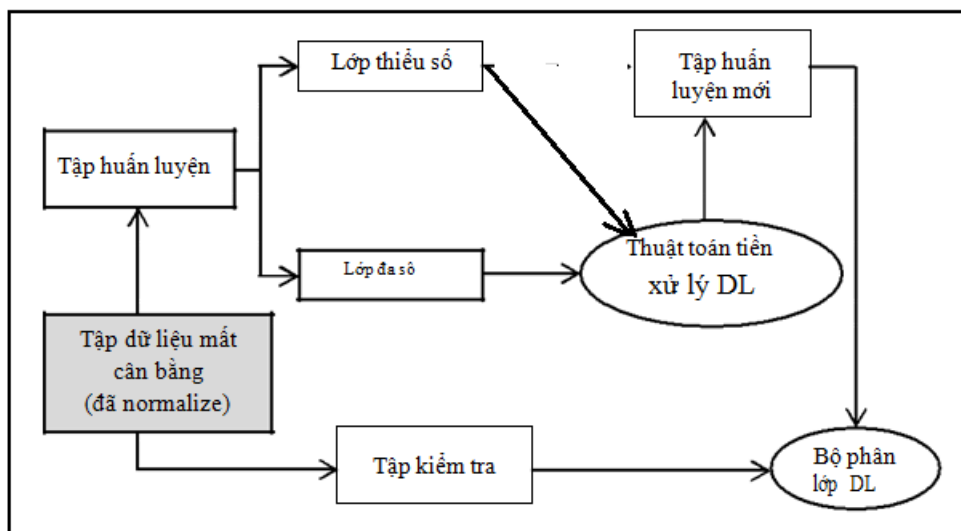 Lớp thiểu số
Tập huấn
luyện mới
Tập huấn luyện
Thuật toán tiền
xử lý DL
Lớp đa sô
Tập dữ liệu mất
cân bằng
(đã normalize)
Tập kiểm tra
Bộ phân
lớp DL